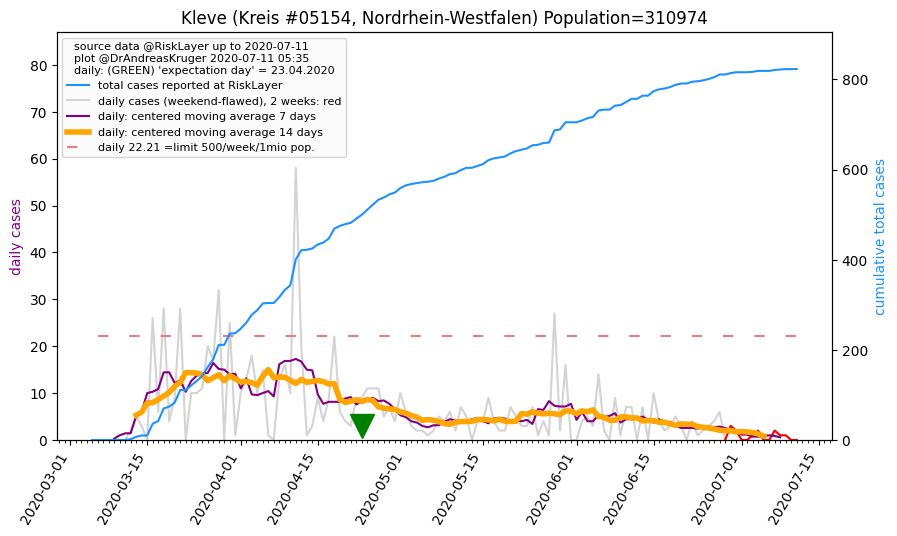 Kleve (Kreis #05154, Nordrhein-Westfalen) Population=310974
source data @RiskLayer up to 2020-07-11
plot @DrAndreasKruger 2020-07-11 05:35
daily: (GREEN) 'expectation day' = 23.04.2020
total cases reported at RiskLayer
daily cases (weekend-flawed), 2 weeks: red
daily: centered moving average 7 days
daily: centered moving average 14 days
daily 22.21 =limit 500/week/1mio pop.
daily cases
80
70
60
50
40
30
20
10
0
cumulative total cases
800
600
400
200
0
2020-03-01
2020-03-15
2020-04-01
2020-04-15
2020-05-01
2020-05-15
2020-06-01
2020-06-15
2020-07-01
2020-07-15